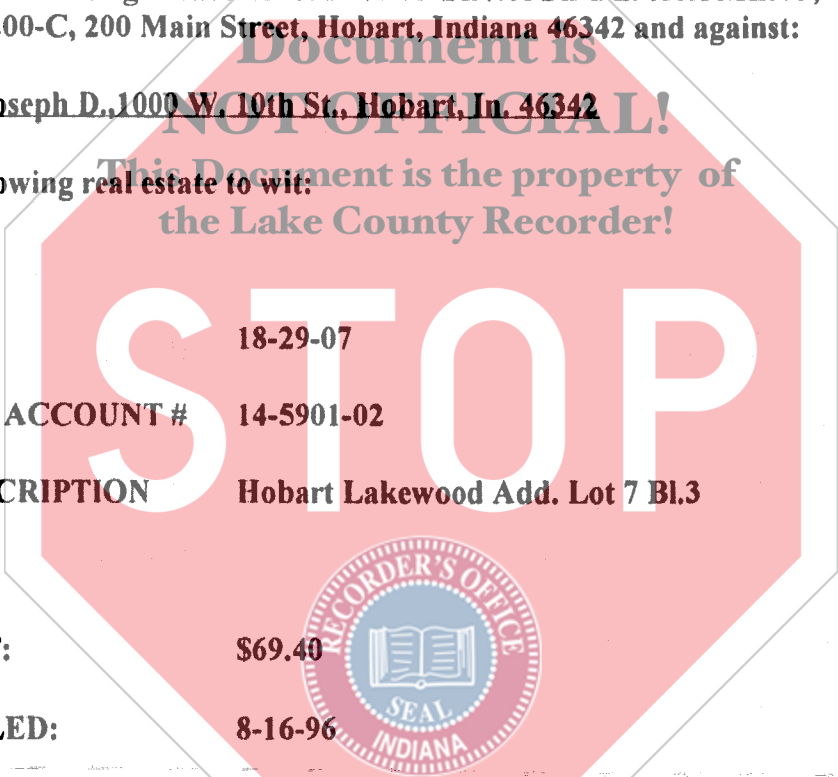 00-C, 200 Main Street, Hobart, Indiana 46342 and against:
Document is
oseph D.,1000 W. 10th St., Hobart, In. 46342
NOT OFFICIAL!
owing real estate to wit:
This Document is the property of
the Lake County Recorder!
STOP
18-29-07
ACCOUNT # 14-5901-02
CRIPTION Hobart Lakewood Add. Lot 7 Bl.3
RECORDER'S OFFICE
: $69.40
SEAL
LED: 8-16-96
INDIANA